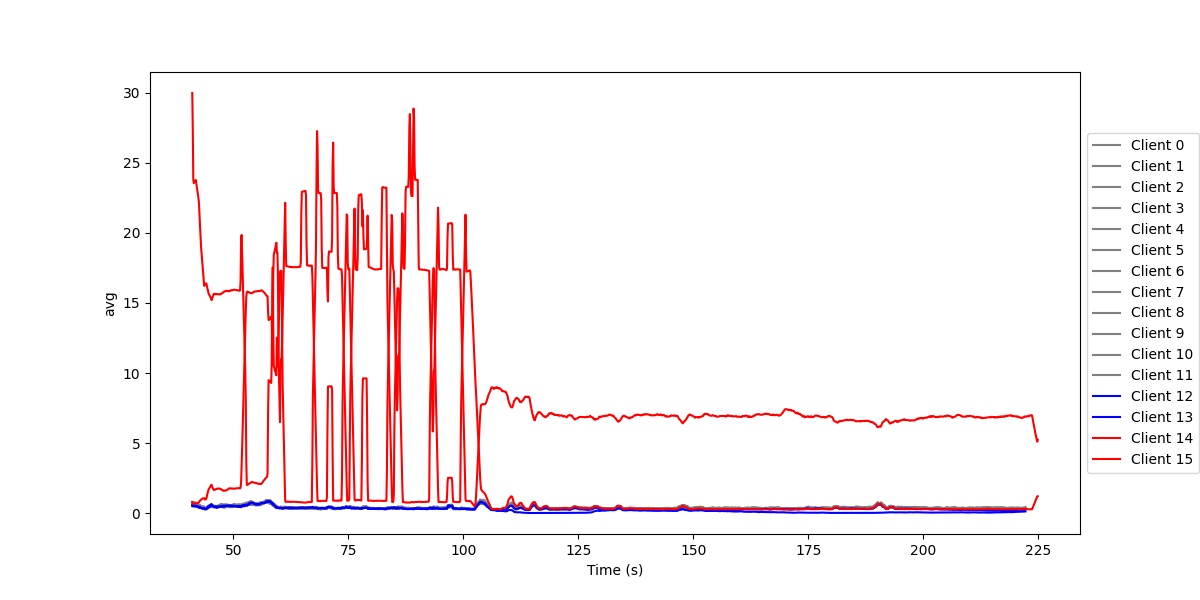 30
25
20
15
10
5
0
avg
50
75
100
125
150
175
200
225
Time (s)
Client 0
Client 1
Client 2
Client 3
Client 4
Client 5
Client 6
Client 7
Client 8
Client 9
Client 10
Client 11
Client 12
Client 13
Client 14
Client 15